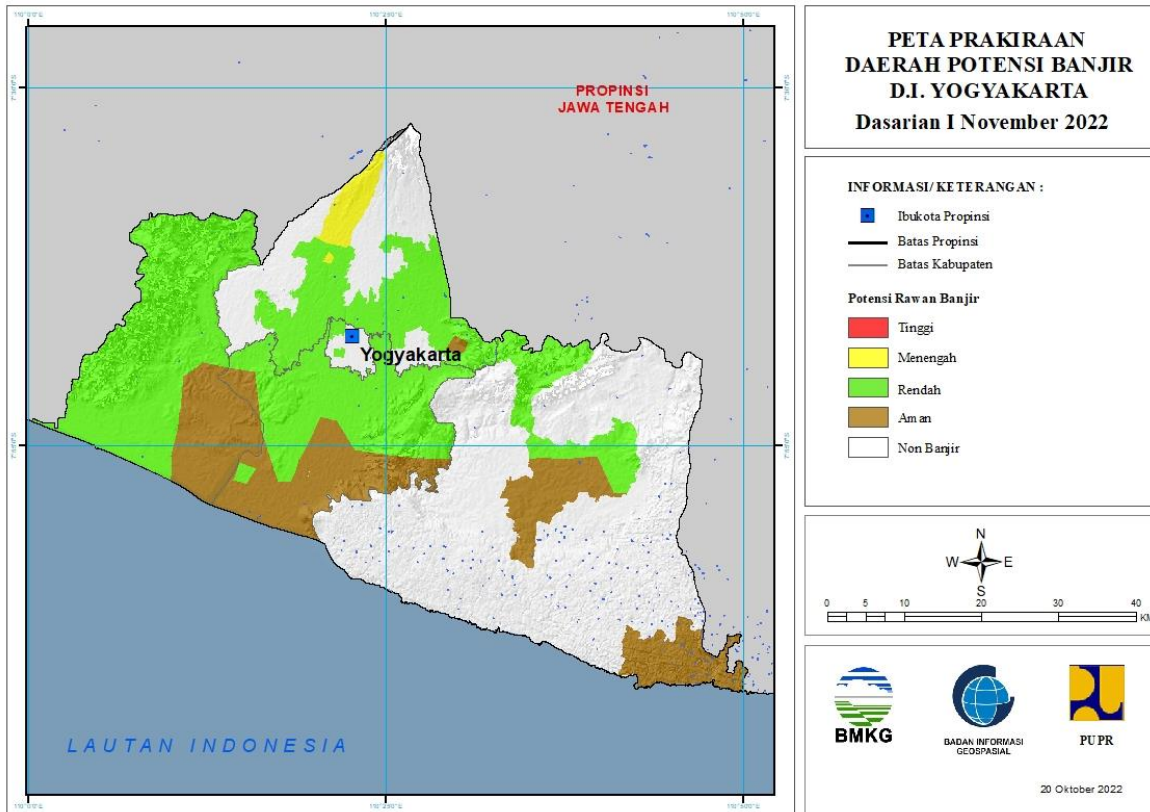 PETA PRAKIRAAN
DAERAH POTENSI BANJIR
D.I. YOGYAKARTA
Dasarian I November 2022
INFORMASI/ KETERANGAN :
Ibukota Propinsi
Batas Propinsi
Batas Kabupaten
Potensi Rawan Banjir
Tinggi
Menengah
Rendah
Aman
Non Banjir
N
W E
S
0 5 10 20 30 40
KM
BMKG
BADAN INFORMASI
GEOSPASIAL
PUPR
20 Oktober 2022
PROPINSI
JAWA TENGAH
Yogyakarta
LAUTAN INDONESIA